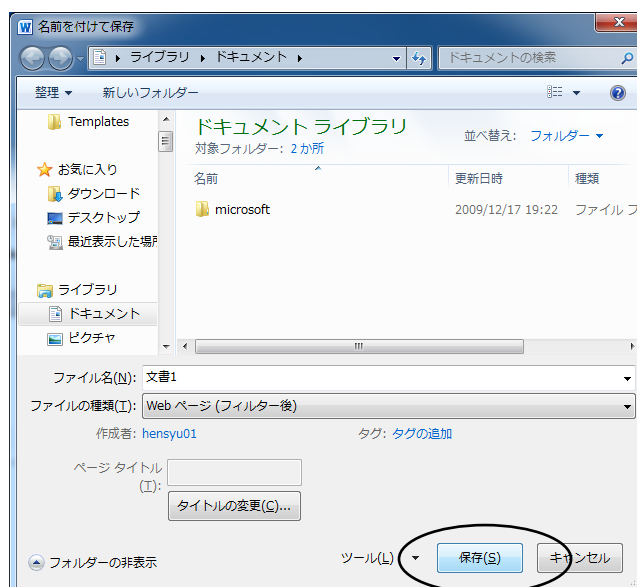 名前を付けて保存
ライブラリ ドキュメント
ドキュメントの検索
整理 新しいフォルダー
Templates
お気に入り
ダウンロード
デスクトップ
最近表示した場所
ライブラリ
ドキュメント
ピクチャ
ドキュメント ライブラリ
対象フォルダー: 2 か所
並べ替え: フォルダー
名前 更新日時 種類
microsoft 2009/12/17 19:22 ファイル フ
ファイル名(N): 文書1
ファイルの種類(T): Web ページ (フィルター後)
作成者: hensyu01 タグ: タグの追加
ページ タイトル
(T):
タイトルの変更(C)...
フォルダーの非表示
ツール(L) 保存(S) キャンセル